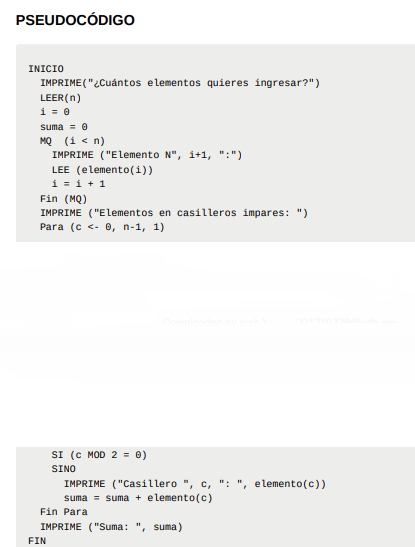 PSEUDOCÓDIGO
INICIO
IMPRIME("¿Cuántos elementos quieres ingresar?")
LEER(n)
i = 0
suma = 0
MQ  (i < n)
IMPRIME ("Elemento N", i+1, ":")
LEE (elemento(i))
i = i + 1
Fin (MQ)
IMPRIME ("Elementos en casilleros impares: ")
Para (c <- 0, n-1, 1)
SI (c MOD 2 = 0)
SINO
IMPRIME ("Casillero ", c, ": ", elemento(c))
suma = suma + elemento(c)
Fin Para
IMPRIME ("Suma: ", suma)
FIN